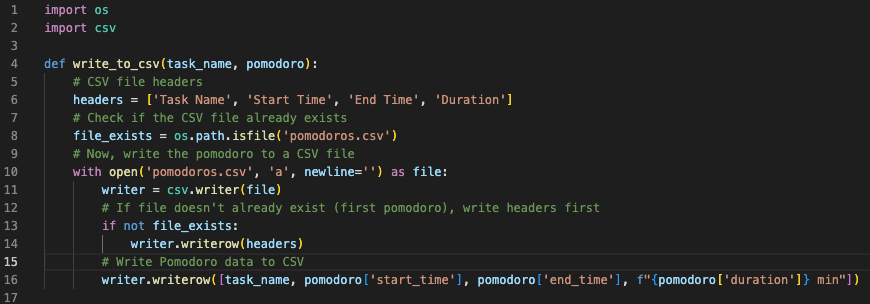 1 import os
2 import csv
3
4 def write_to_csv(task_name, pomodoro):
5     # CSV file headers
6     headers = ['Task Name', 'Start Time', 'End Time', 'Duration']
7     # Check if the CSV file already exists
8     file_exists = os.path.isfile('pomodoros.csv')
9     # Now, write the pomodoro to a CSV file
10     with open('pomodoros.csv', 'a', newline='') as file:
11         writer = csv.writer(file)
12         # If file doesn't already exist (first pomodoro), write headers first
13         if not file_exists:
14             writer.writerow(headers)
15         # Write Pomodoro data to CSV
16         writer.writerow([task_name, pomodoro['start_time'], pomodoro['end_time'], f"{pomodoro['duration']} min"])
17